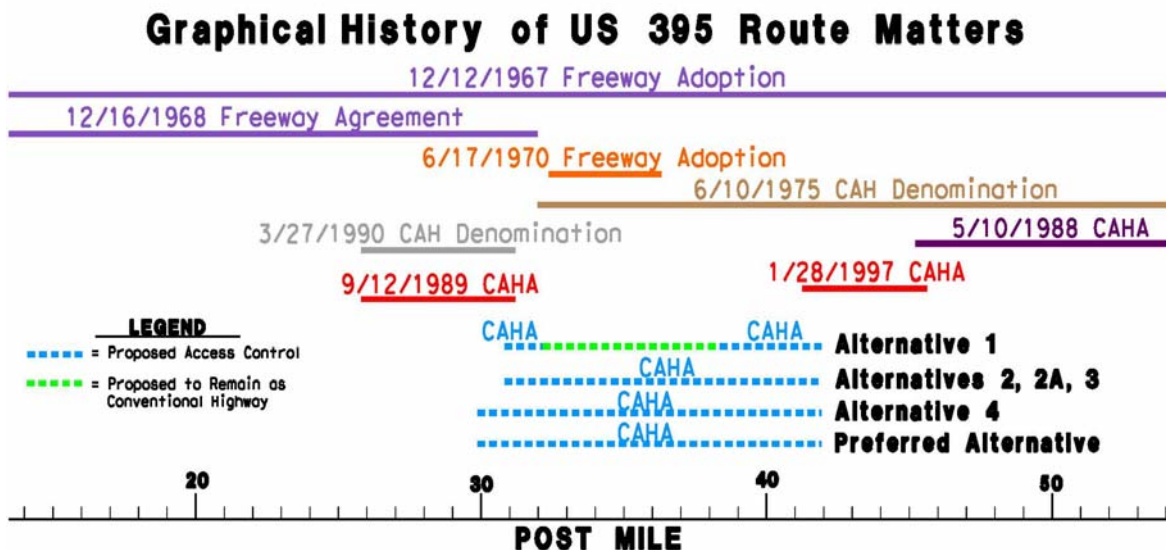 Graphical History of US 395 Route Matters
12/12/1967 Freeway Adoption
12/16/1968 Freeway Agreement
6/17/1970 Freeway Adoption
6/10/1975 CAH Denomination
3/27/1990 CAH Denomination
5/10/1988 CAHA
9/12/1989 CAHA
1/28/1997 CAHA
LEGEND
= Proposed Access Control
= Proposed to Remain as
Conventional Highway
CAHA CAHA Alternative 1
CAHA Alternatives 2, 2A, 3
CAHA Alternative 4
CAHA Preferred Alternative
20 30 40 50
POST MILE